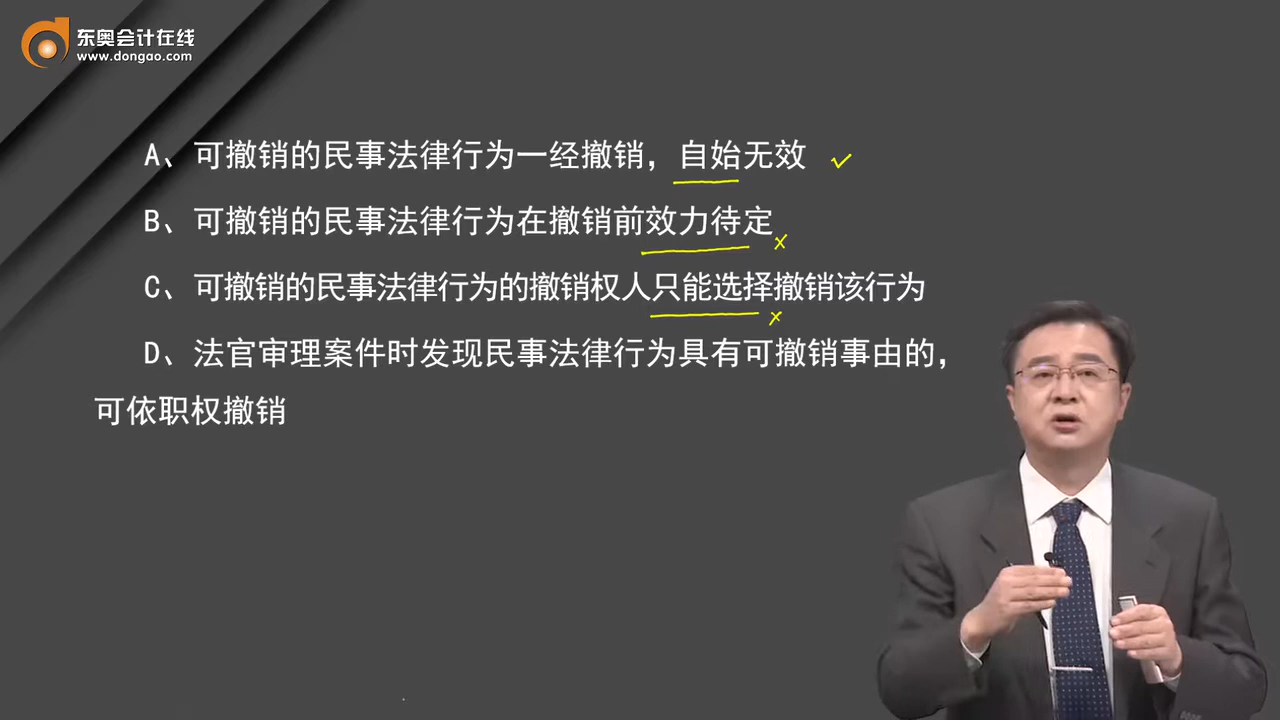 东奥会计在线
www.dongao.com
A、可撤销的民事法律行为一经撤销，自始无效
B、可撤销的民事法律行为在撤销前效力待定
C、可撤销的民事法律行为的撤销权人只能选择撤销该行为
D、法官审理案件时发现民事法律行为具有可撤销事由的，
可依职权撤销